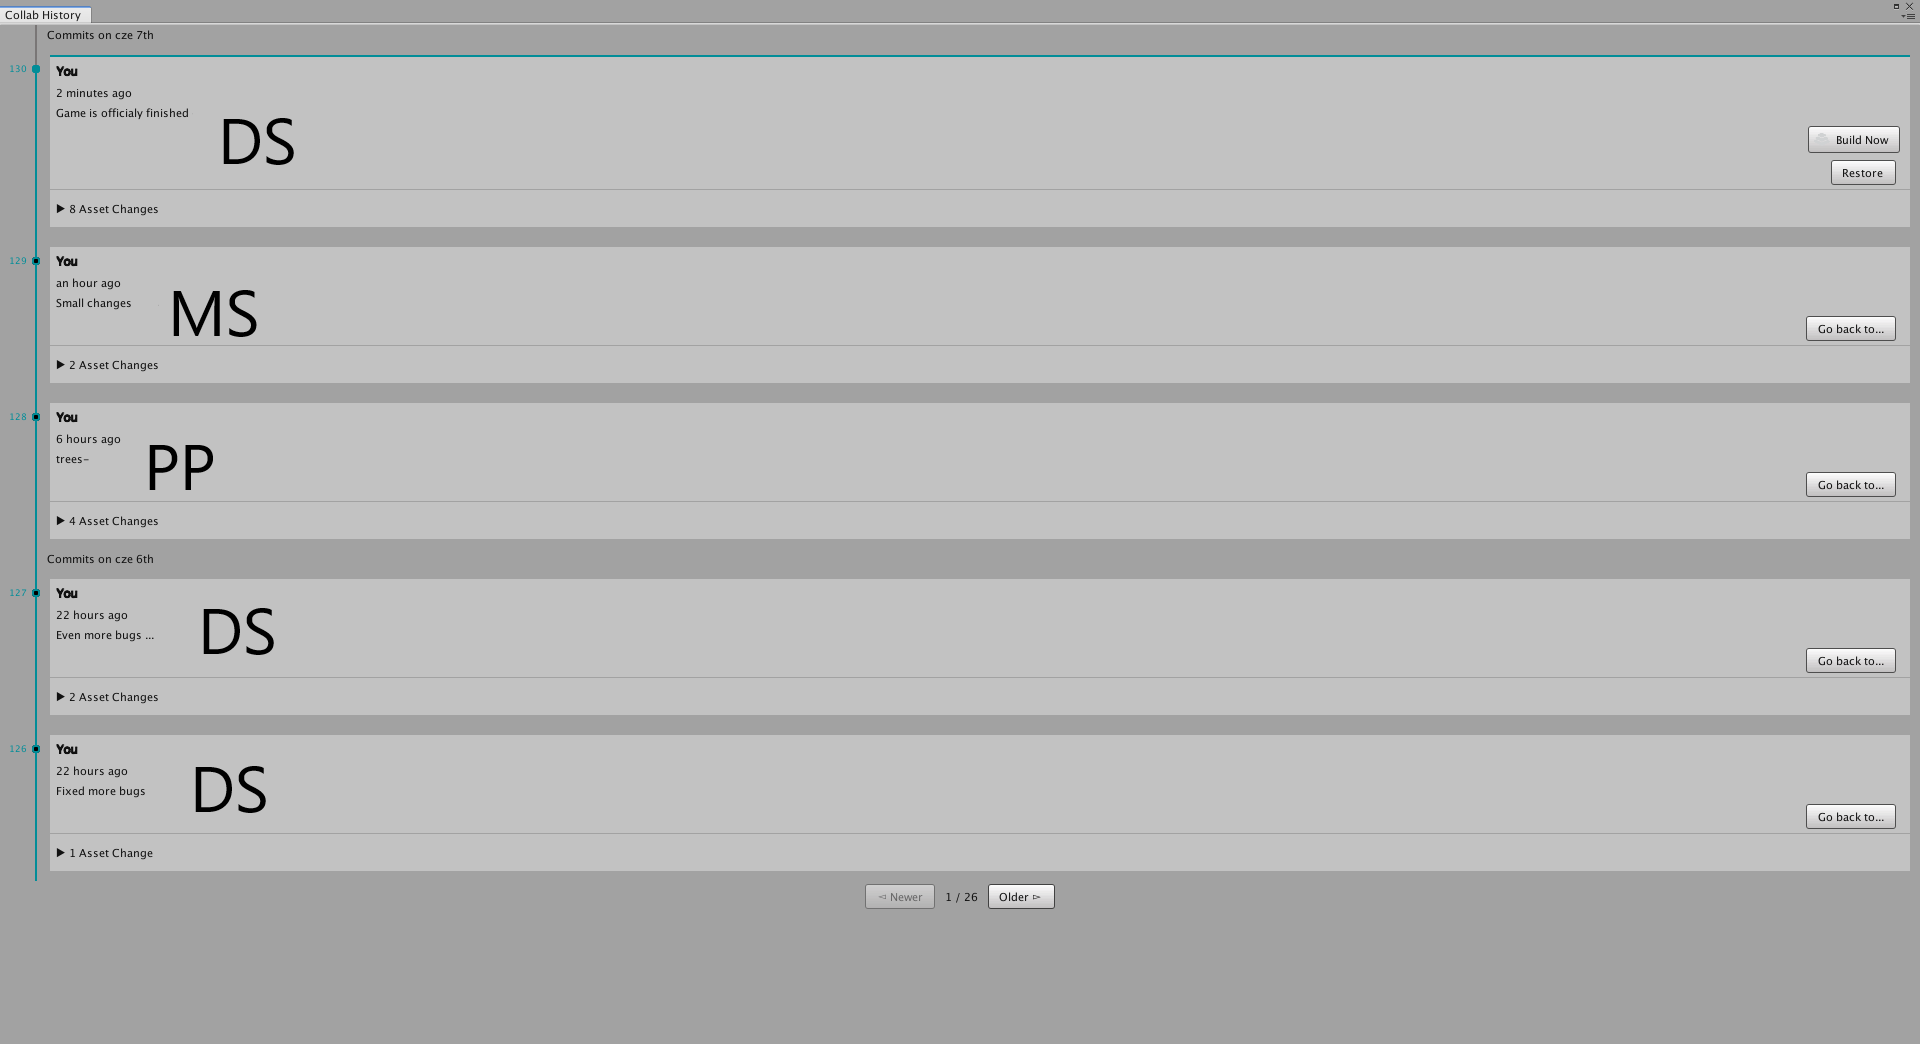 Collab History
Commits on cze 7th
130
You
2 minutes ago
Game is officialy finished
DS
Build Now
Restore
▶ 8 Asset Changes
129
You
an hour ago
Small changes
MS
Go back to...
▶ 2 Asset Changes
128
You
6 hours ago
trees-
PP
Go back to...
▶ 4 Asset Changes
Commits on cze 6th
127
You
22 hours ago
Even more bugs ...
DS
Go back to...
▶ 2 Asset Changes
126
You
22 hours ago
Fixed more bugs
DS
Go back to...
▶ 1 Asset Change
◅ Newer 1 / 26 Older ▻